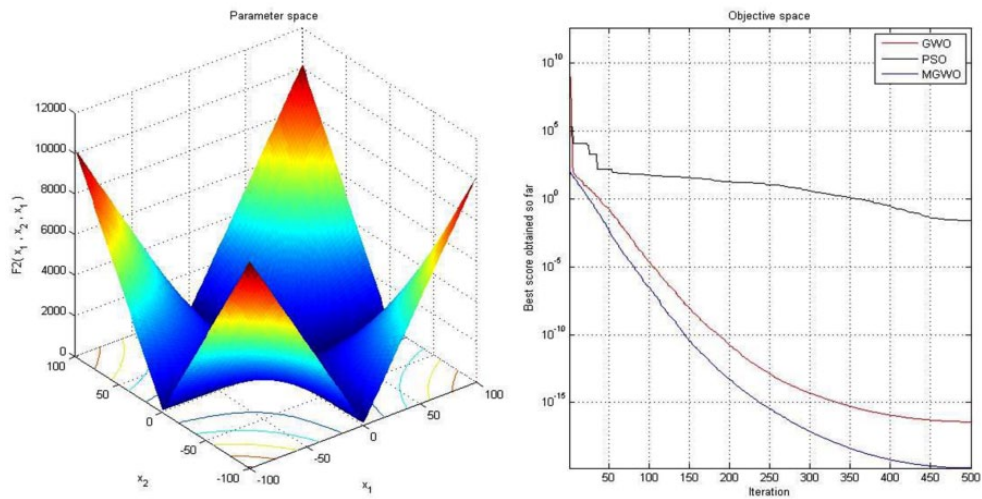 Parameter space
12000
10000
8000
6000
4000
2000
0
F2( x1 , x2 , x1 )
100
50
0
-50
-100
x2
-100
-50
0
50
100
x1
Objective space
GWO
PSO
MGWO
10^10
10^5
10^0
10^-5
10^-10
10^-15
Best score obtained so far
50 100 150 200 250 300 350 400 450 500
Iteration